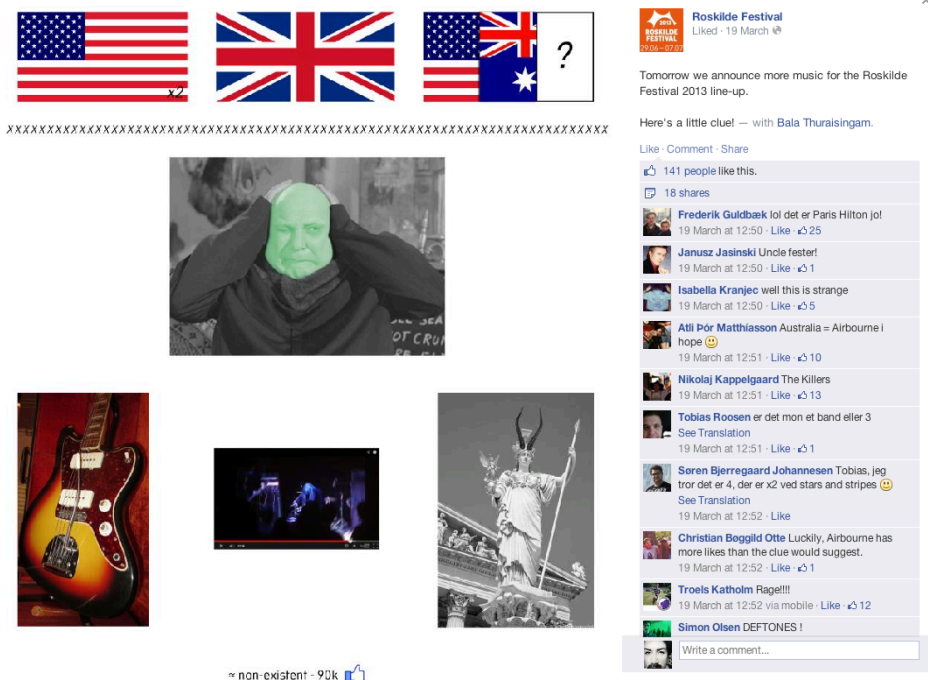 x2
?
XXXXXXXXXXXXXXXXXXXXXXXXXXXXXXXXXXXXXXXXXXXXXXXXXXXXXXXXXXXXXXXXXXXXXX
≈ non-existent - 90k
2013
ROSKILDE
FESTIVAL
29.06–07.07
Roskilde Festival
Liked · 19 March
Tomorrow we announce more music for the Roskilde
Festival 2013 line-up.
Here's a little clue! — with Bala Thuraisingam.
Like · Comment · Share
141 people like this.
18 shares
Frederik Guldbæk lol det er Paris Hilton jo!
19 March at 12:50 · Like · 25
Janusz Jasinski Uncle fester!
19 March at 12:50 · Like · 1
Isabella Kranjec well this is strange
19 March at 12:50 · Like · 5
Atli Þór Matthíasson Australia = Airbourne i
hope
19 March at 12:51 · Like · 10
Nikolaj Kappelgaard The Killers
19 March at 12:51 · Like · 13
Tobias Roosen er det mon et band eller 3
See Translation
19 March at 12:51 · Like · 1
Søren Bjerregaard Johannesen Tobias, jeg
tror det er 4, der er x2 ved stars and stripes
See Translation
19 March at 12:52 · Like
Christian Bøggild Otte Luckily, Airbourne has
more likes than the clue would suggest.
19 March at 12:52 · Like · 1
Troels Katholm Rage!!!!
19 March at 12:52 via mobile · Like · 12
Simon Olsen DEFTONES !
Write a comment...